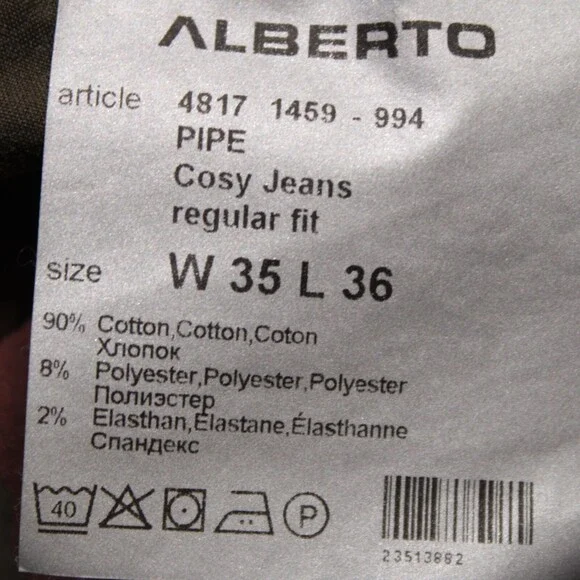 ALBERTO
article 4817 1459 - 994
PIPE
Cosy Jeans
regular fit
size W 35 L 36
90% Cotton,Cotton,Coton
Хлопок
8% Polyester,Polyester,Polyester
Полиэстер
2% Elasthan,Elastane,Élasthanne
Спандекс
40 P
23513882